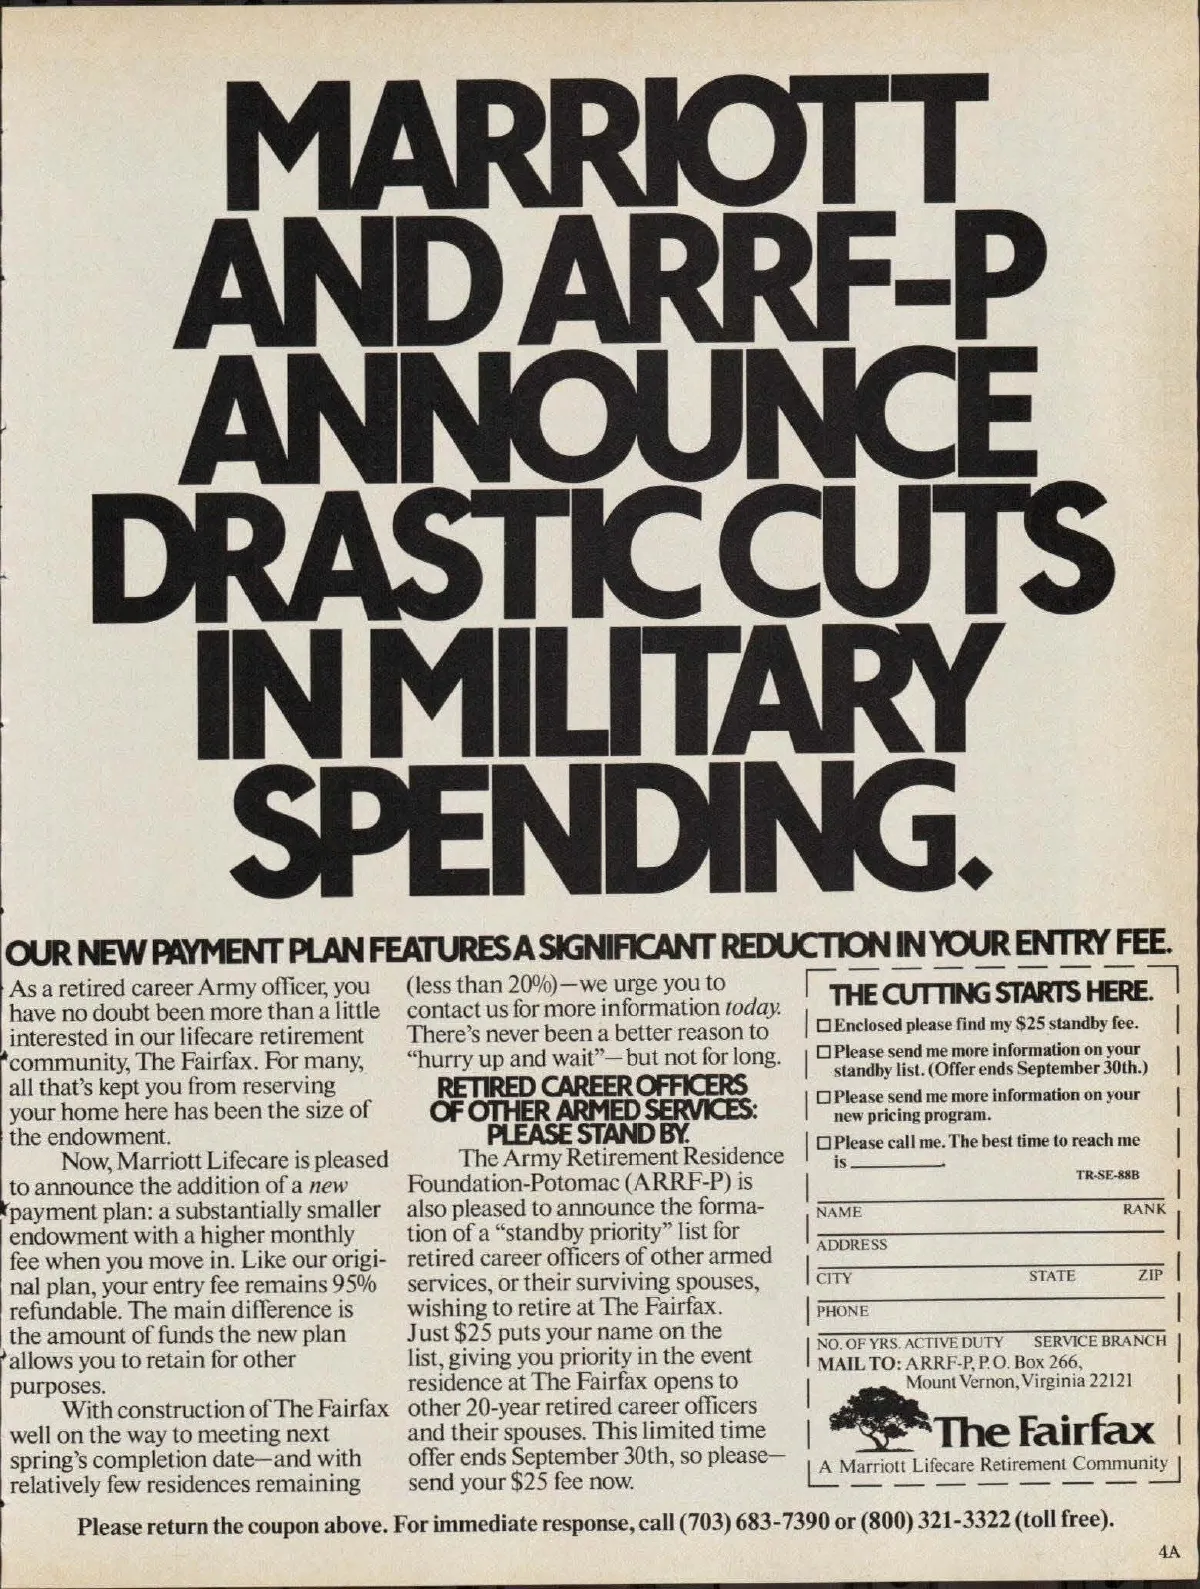 MARRIOTT
AND ARRF-P
ANNOUNCE
DRASTIC CUTS
IN MILITARY
SPENDING.
OUR NEW PAYMENT PLAN FEATURES A SIGNIFICANT REDUCTION IN YOUR ENTRY FEE.
As a retired career Army officer, you
have no doubt been more than a little
interested in our lifecare retirement
community, The Fairfax. For many,
all that's kept you from reserving
your home here has been the size of
the endowment.
Now, Marriott Lifecare is pleased
to announce the addition of a new
payment plan: a substantially smaller
endowment with a higher monthly
fee when you move in. Like our origi-
nal plan, your entry fee remains 95%
refundable. The main difference is
the amount of funds the new plan
allows you to retain for other
purposes.
With construction of The Fairfax
well on the way to meeting next
spring's completion date—and with
relatively few residences remaining
(less than 20%)—we urge you to
contact us for more information today.
There's never been a better reason to
"hurry up and wait"—but not for long.
RETIRED CAREER OFFICERS
OF OTHER ARMED SERVICES:
PLEASE STAND BY.
The Army Retirement Residence
Foundation-Potomac (ARRF-P) is
also pleased to announce the forma-
tion of a "standby priority" list for
retired career officers of other armed
services, or their surviving spouses,
wishing to retire at The Fairfax.
Just $25 puts your name on the
list, giving you priority in the event
residence at The Fairfax opens to
other 20-year retired career officers
and their spouses. This limited time
offer ends September 30th, so please—
send your $25 fee now.
THE CUTTING STARTS HERE.
☐ Enclosed please find my $25 standby fee.
☐ Please send me more information on your
standby list. (Offer ends September 30th.)
☐ Please send me more information on your
new pricing program.
☐ Please call me. The best time to reach me
is ________.
TR-SE-88B
NAME RANK
ADDRESS
CITY STATE ZIP
PHONE
NO. OF YRS. ACTIVE DUTY SERVICE BRANCH
MAIL TO: ARRF-P, P.O. Box 266,
Mount Vernon, Virginia 22121
The Fairfax
A Marriott Lifecare Retirement Community
Please return the coupon above. For immediate response, call (703) 683-7390 or (800) 321-3322 (toll free).
4A